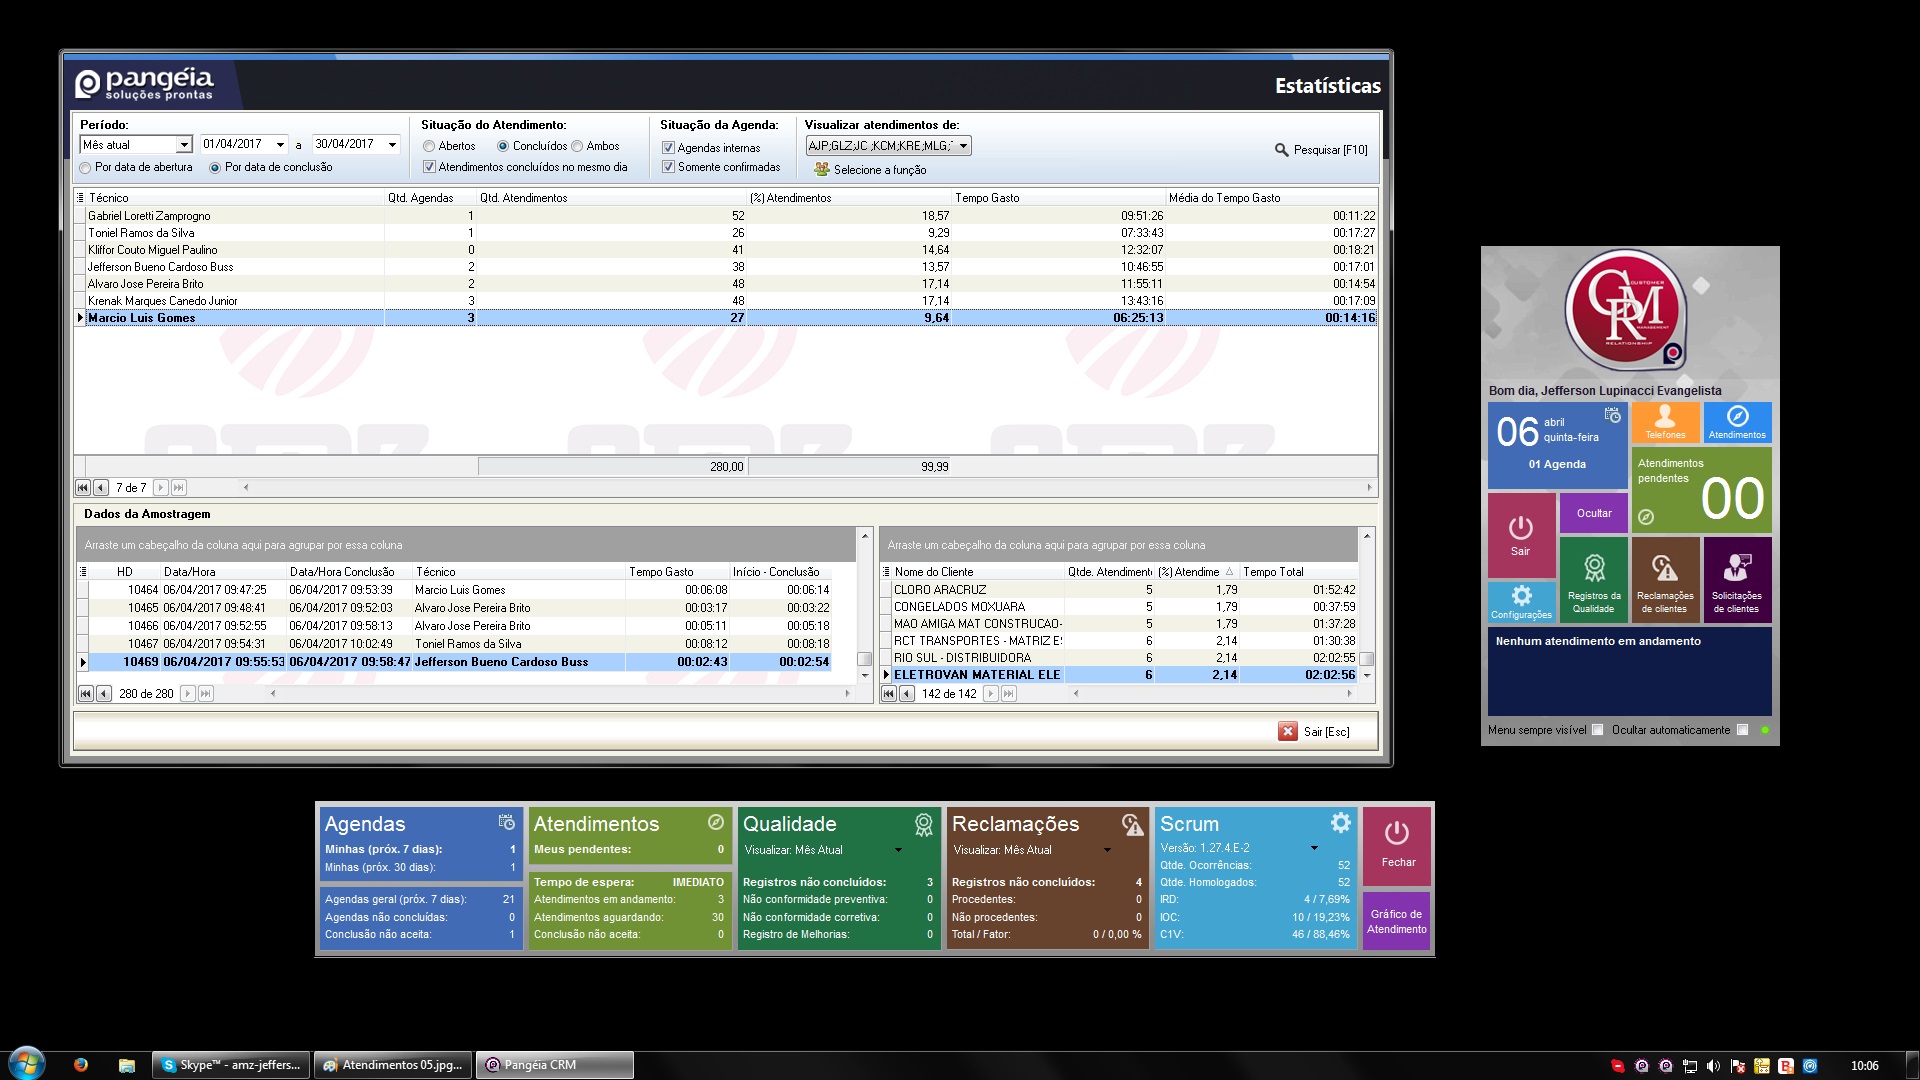 pangéia
soluções prontas
Estatísticas
Período:
Mês atual 01/04/2017 a 30/04/2017
Por data de abertura Por data de conclusão
Situação do Atendimento:
Abertos Concluídos Ambos
Atendimentos concluídos no mesmo dia
Situação da Agenda:
Agendas internas
Somente confirmadas
Visualizar atendimentos de:
AJP;GLZ;JC ;KCM;KRE;MLG;
Selecione a função
Pesquisar [F10]
Técnico Qtd. Agendas Qtd. Atendimentos (%) Atendimentos Tempo Gasto Média do Tempo Gasto
Gabriel Loretti Zamprogno 1 52 18,57 09:51:26 00:11:22
Toniel Ramos da Silva 1 26 9,29 07:33:43 00:17:27
Kliffor Couto Miguel Paulino 0 41 14,64 12:32:07 00:18:21
Jefferson Bueno Cardoso Buss 2 38 13,57 10:46:55 00:17:01
Alvaro Jose Pereira Brito 2 48 17,14 11:55:11 00:14:54
Krenak Marques Canedo Junior 3 48 17,14 13:43:16 00:17:09
Marcio Luis Gomes 3 27 9,64 06:25:13 00:14:16
280,00 99,99
7 de 7
Dados da Amostragem
Arraste um cabeçalho da coluna aqui para agrupar por essa coluna
HD Data/Hora Data/Hora Conclusão Técnico Tempo Gasto Início - Conclusão
10464 06/04/2017 09:47:25 06/04/2017 09:53:39 Marcio Luis Gomes 00:06:08 00:06:14
10465 06/04/2017 09:48:41 06/04/2017 09:52:03 Alvaro Jose Pereira Brito 00:03:17 00:03:22
10466 06/04/2017 09:52:55 06/04/2017 09:58:13 Alvaro Jose Pereira Brito 00:05:11 00:05:18
10467 06/04/2017 09:54:31 06/04/2017 10:02:49 Toniel Ramos da Silva 00:08:12 00:08:18
10469 06/04/2017 09:55:53 06/04/2017 09:58:47 Jefferson Bueno Cardoso Buss 00:02:43 00:02:54
280 de 280
Arraste um cabeçalho da coluna aqui para agrupar por essa coluna
Nome do Cliente Qtde. Atendiment (%) Atendime Tempo Total
CLORO ARACRUZ 5 1,79 01:52:42
CONGELADOS MOXUARA 5 1,79 00:37:59
MAO AMIGA MAT CONSTRUCAO- 5 1,79 01:37:28
RCT TRANSPORTES - MATRIZ E 6 2,14 01:30:38
RIO SUL - DISTRIBUIDORA 6 2,14 02:02:55
ELETROVAN MATERIAL ELE 6 2,14 02:02:56
142 de 142
Sair [Esc]
CRM
CUSTOMER
MANAGEMENT
RELATIONSHIP
Bom dia, Jefferson Lupinacci Evangelista
06 abril
quinta-feira
01 Agenda
Telefones
Atendimentos
Atendimentos
pendentes
00
Sair
Ocultar
Configurações
Registros da
Qualidade
Reclamações
de clientes
Solicitações
de clientes
Nenhum atendimento em andamento
Menu sempre visível Ocultar automaticamente
Agendas
Minhas (próx. 7 dias): 1
Minhas (próx. 30 dias): 1
Agendas geral (próx. 7 dias): 21
Agendas não concluídas: 0
Conclusão não aceita: 1
Atendimentos
Meus pendentes: 0
Tempo de espera: IMEDIATO
Atendimentos em andamento: 3
Atendimentos aguardando: 30
Conclusão não aceita: 0
Qualidade
Visualizar: Mês Atual
Registros não concluídos: 3
Não conformidade preventiva: 0
Não conformidade corretiva: 0
Registro de Melhorias: 0
Reclamações
Visualizar: Mês Atual
Registros não concluídos: 4
Procedentes: 0
Não procedentes: 0
Total / Fator: 0 / 0,00 %
Scrum
Versão: 1.27.4.E-2
Qtde. Ocorrências: 52
Qtde. Homologados: 52
IRD: 4 / 7,69%
IOC: 10 / 19,23%
C1V: 46 / 88,46%
Fechar
Gráfico de
Atendimento
Skype™ - amz-jeffers...
Atendimentos 05.jpg...
Pangéia CRM
10:06